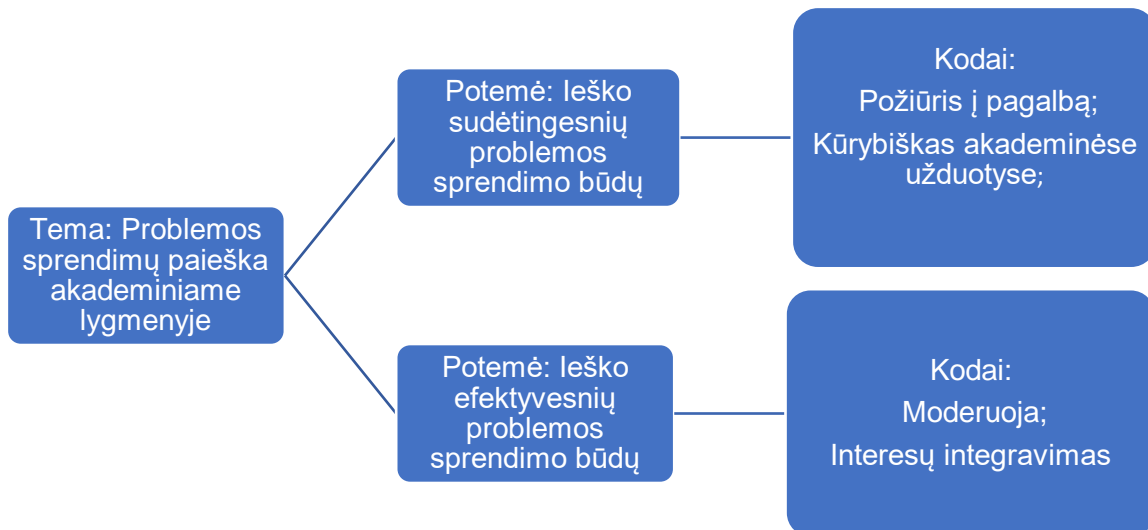 Tema: Problemos
sprendimų paieška
akademiniame
lygmenyje
Potemė: Ieško
sudėtingesnių
problemos
sprendimo būdų
Kodai:
Požiūris į pagalbą;
Kūrybiškas akademinėse
užduotyse;
Potemė: Ieško
efektyvesnių
problemos
sprendimo būdų
Kodai:
Moderuoja;
Interesų integravimas